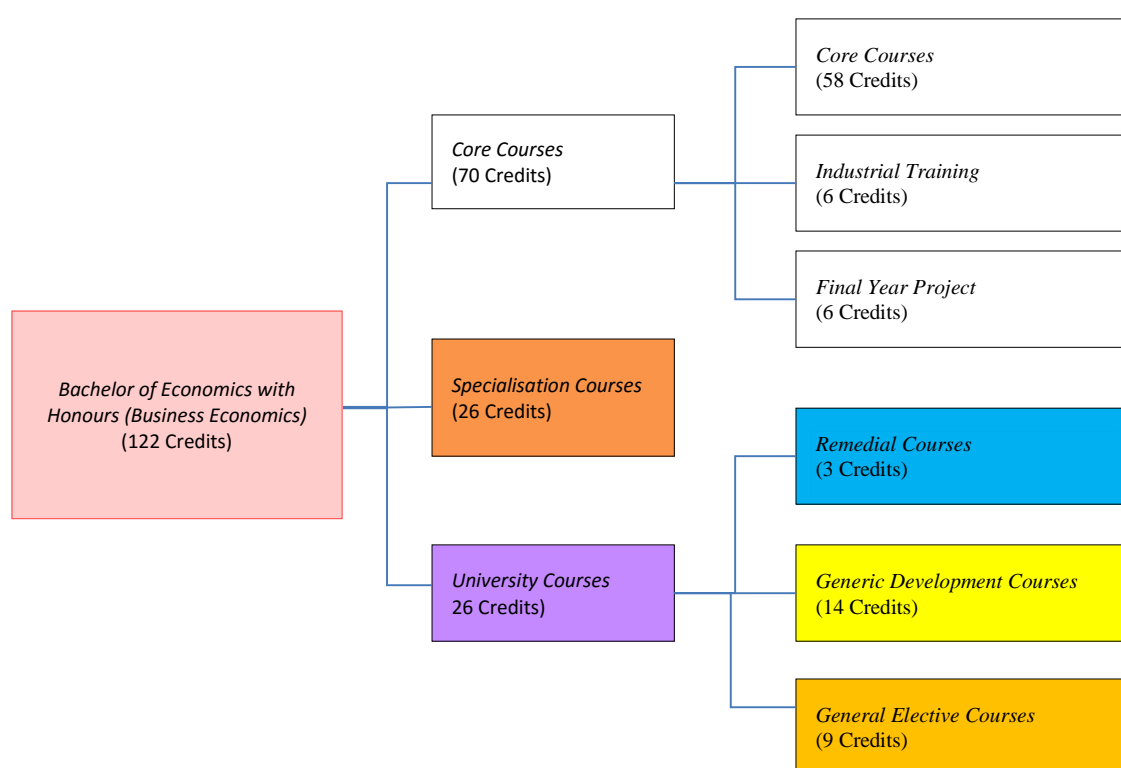 Core Courses
(58 Credits)
Core Courses
(70 Credits)
Industrial Training
(6 Credits)
Final Year Project
(6 Credits)
Bachelor of Economics with
Honours (Business Economics)
(122 Credits)
Specialisation Courses
(26 Credits)
Remedial Courses
(3 Credits)
University Courses
26 Credits)
Generic Development Courses
(14 Credits)
General Elective Courses
(9 Credits)